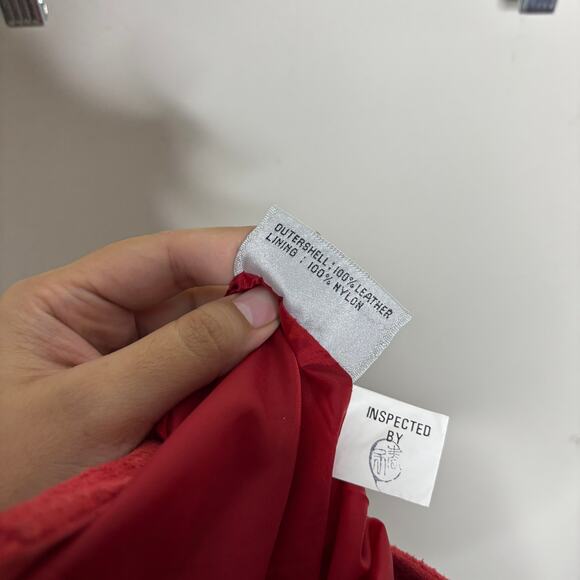 OUTERSHELL: 100% LEATHER
LINING : 100% NYLON
INSPECTED
BY